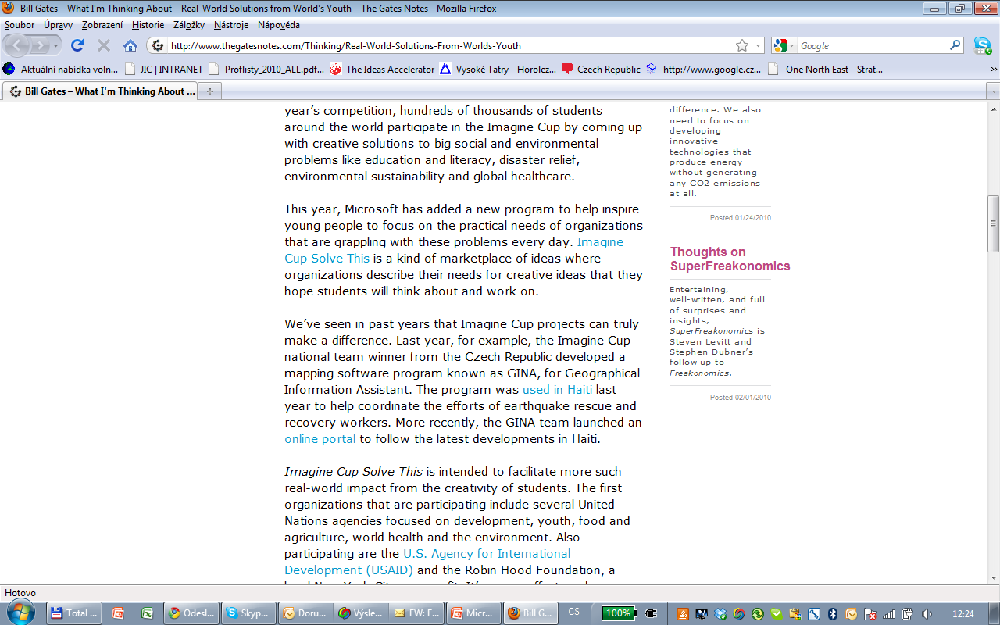 Bill Gates – What I'm Thinking About – Real-World Solutions from World's Youth – The Gates Notes - Mozilla Firefox
Soubor Úpravy Zobrazení Historie Záložky Nástroje Nápověda
http://www.thegatesnotes.com/Thinking/Real-World-Solutions-From-Worlds-Youth
Google
Aktuální nabídka voln... JIC | INTRANET Proflisty_2010_ALL.pdf... The Ideas Accelerator Vysoké Tatry - Horolez... Czech Republic http://www.google.cz... One North East - Strat... »
Bill Gates – What I'm Thinking About ...
year's competition, hundreds of thousands of students
around the world participate in the Imagine Cup by coming up
with creative solutions to big social and environmental
problems like education and literacy, disaster relief,
environmental sustainability and global healthcare.
This year, Microsoft has added a new program to help inspire
young people to focus on the practical needs of organizations
that are grappling with these problems every day. Imagine
Cup Solve This is a kind of marketplace of ideas where
organizations describe their needs for creative ideas that they
hope students will think about and work on.
We've seen in past years that Imagine Cup projects can truly
make a difference. Last year, for example, the Imagine Cup
national team winner from the Czech Republic developed a
mapping software program known as GINA, for Geographical
Information Assistant. The program was used in Haiti last
year to help coordinate the efforts of earthquake rescue and
recovery workers. More recently, the GINA team launched an
online portal to follow the latest developments in Haiti.
Imagine Cup Solve This is intended to facilitate more such
real-world impact from the creativity of students. The first
organizations that are participating include several United
Nations agencies focused on development, youth, food and
agriculture, world health and the environment. Also
participating are the U.S. Agency for International
Development (USAID) and the Robin Hood Foundation, a
difference. We also
need to focus on
developing
innovative
technologies that
produce energy
without generating
any CO2 emissions
at all.
Posted 01/24/2010
Thoughts on
SuperFreakonomics
Entertaining,
well-written, and full
of surprises and
insights,
SuperFreakonomics is
Steven Levitt and
Stephen Dubner's
follow up to
Freakonomics.
Posted 02/01/2010
Hotovo
Total ... Odesl... Skyp... Doru... Výsle... FW: F... Micr... Bill G... CS 100% 12:24